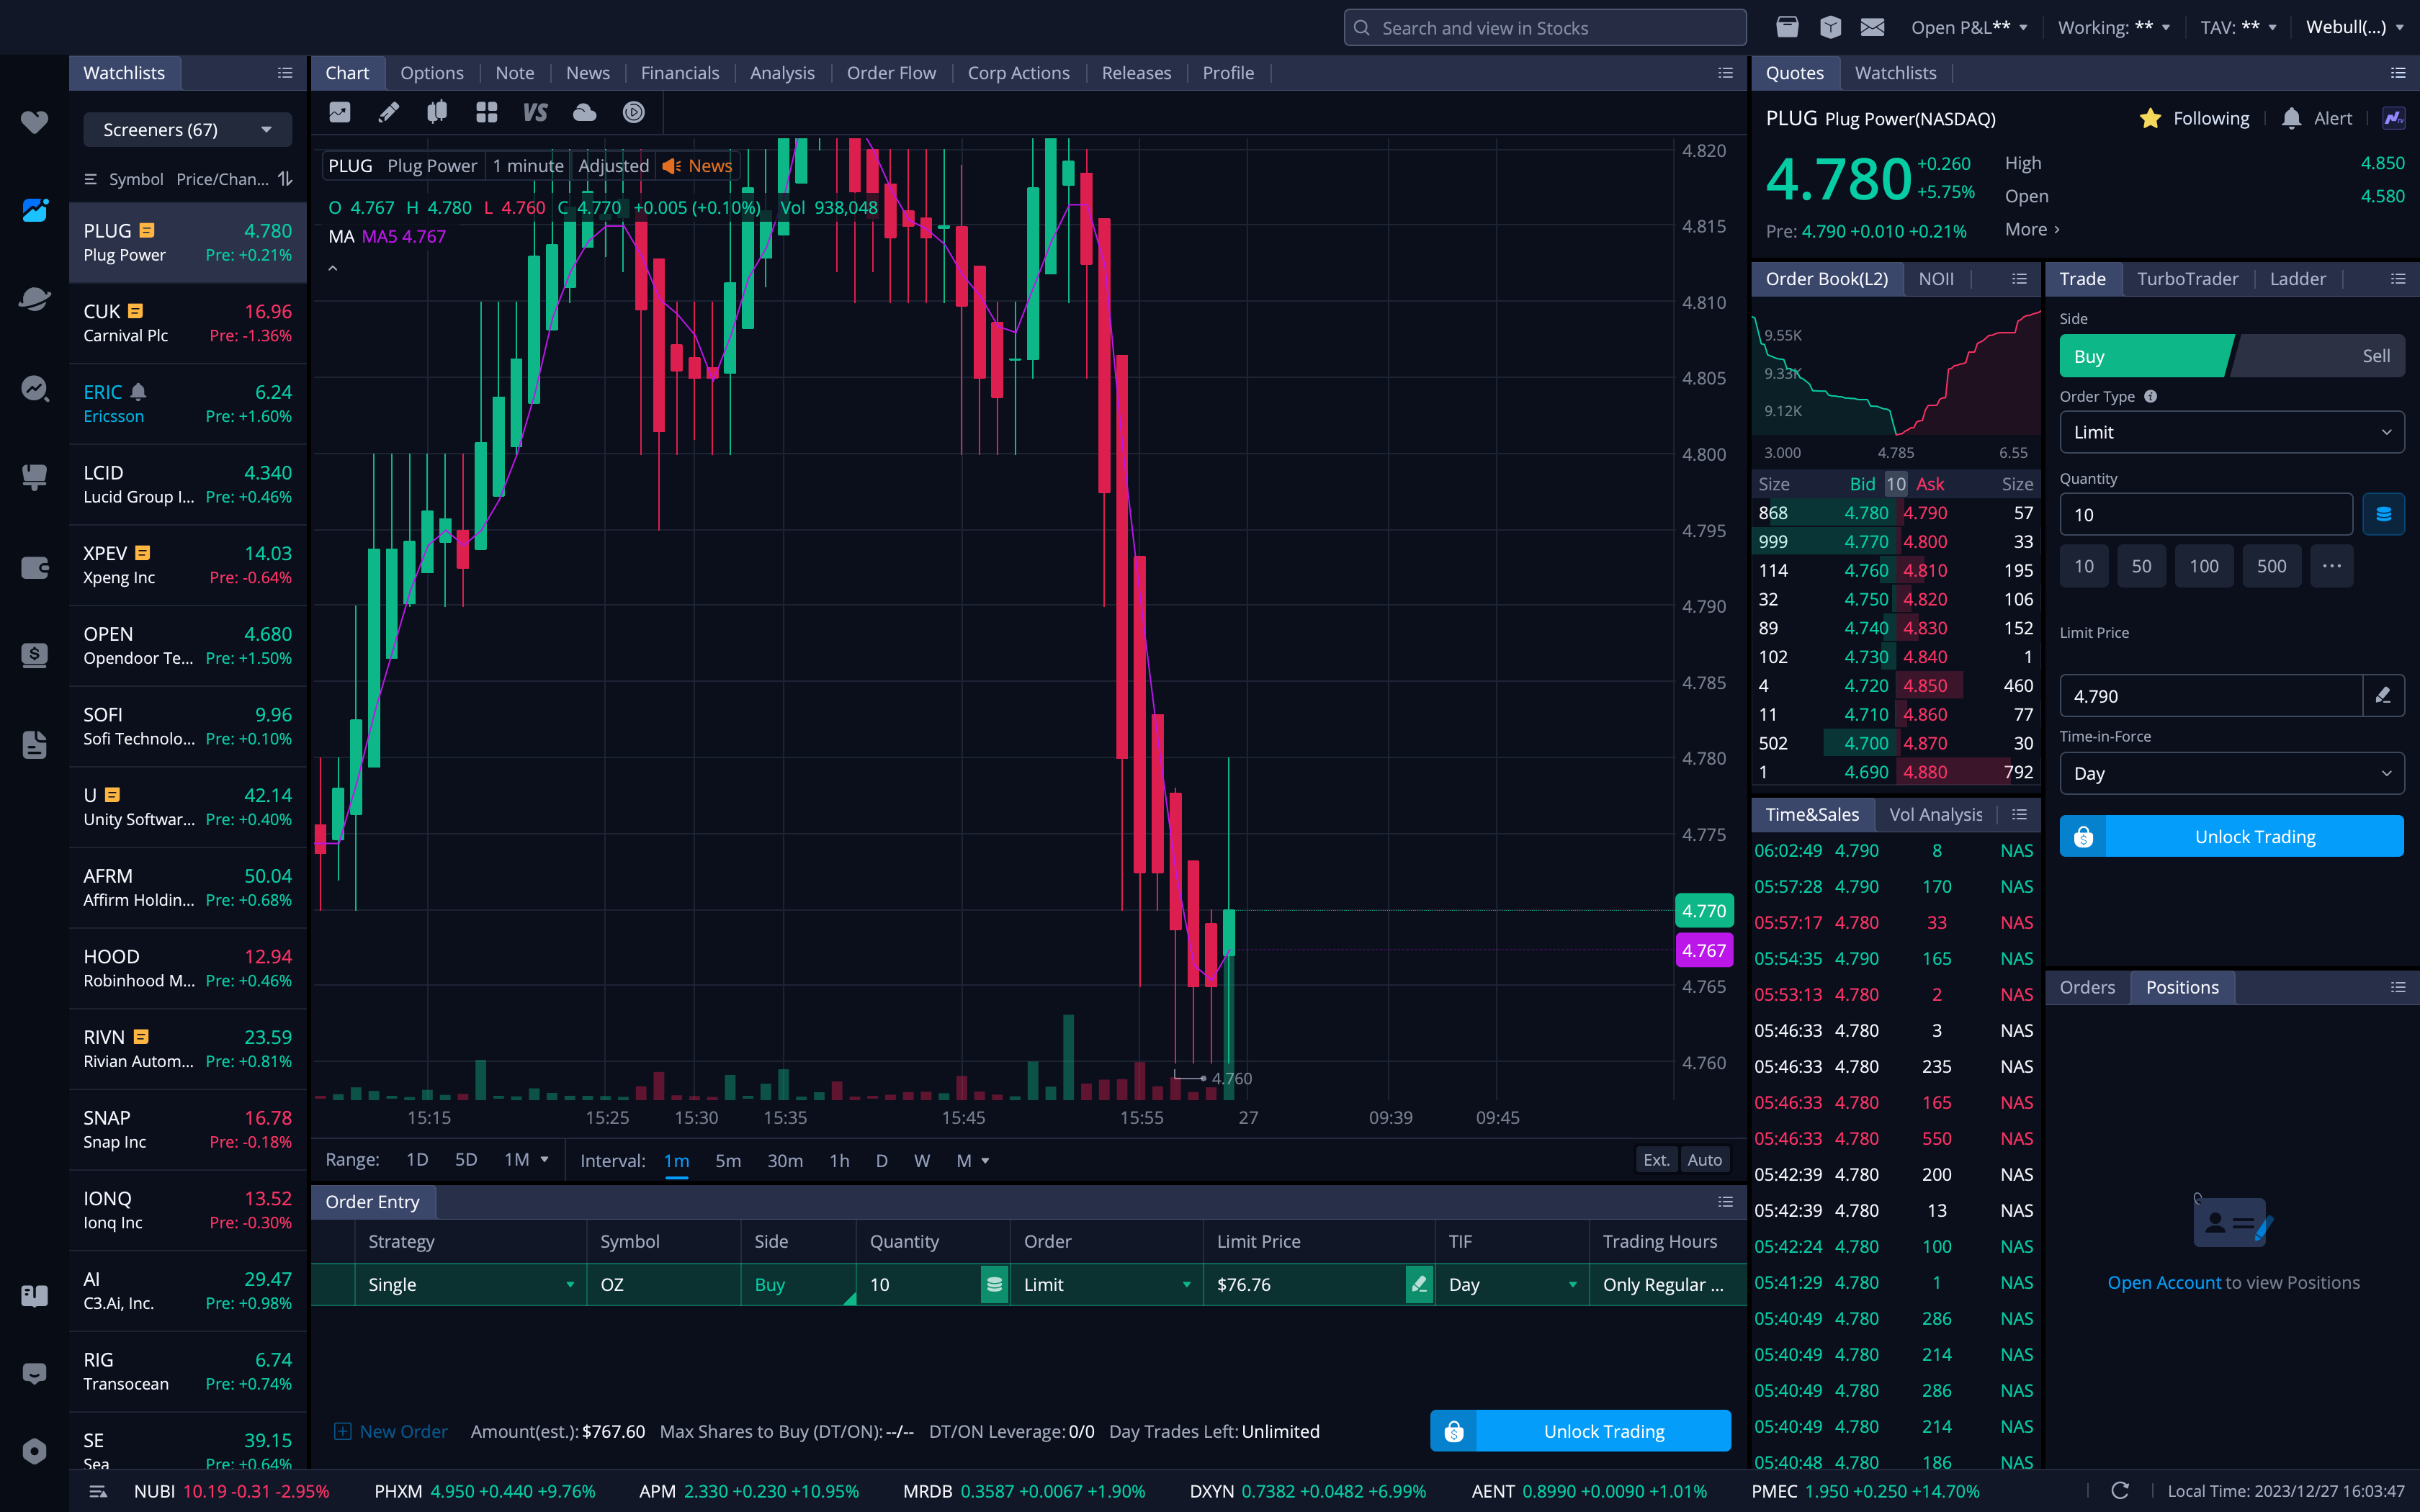 Search and view in Stocks
Open P&L** Working: ** TAV: ** Webull(...)
Watchlists
Screeners (67)
Symbol Price/Chan...
PLUG 4.780
Plug Power Pre: +0.21%
CUK 16.96
Carnival Plc Pre: -1.36%
ERIC 6.24
Ericsson Pre: +1.60%
LCID 4.340
Lucid Group I... Pre: +0.46%
XPEV 14.03
Xpeng Inc Pre: -0.64%
OPEN 4.680
Opendoor Te... Pre: +1.50%
SOFI 9.96
Sofi Technolo... Pre: +0.10%
U 42.14
Unity Softwar... Pre: +0.40%
AFRM 50.04
Affirm Holdin... Pre: +0.68%
HOOD 12.94
Robinhood M... Pre: +0.46%
RIVN 23.59
Rivian Autom... Pre: +0.81%
SNAP 16.78
Snap Inc Pre: -0.18%
IONQ 13.52
Ionq Inc Pre: -0.30%
AI 29.47
C3.Ai, Inc. Pre: +0.98%
RIG 6.74
Transocean Pre: +0.74%
SE 39.15
Sea Pre: +0.64%
Chart Options Note News Financials Analysis Order Flow Corp Actions Releases Profile
VS
PLUG Plug Power 1 minute Adjusted News
O 4.767 H 4.780 L 4.760 C 4.770 +0.005 (+0.10%) Vol 938,048
MA MA5 4.767
4.820
4.815
4.810
4.805
4.800
4.795
4.790
4.785
4.780
4.775
4.770
4.767
4.765
4.760
4.760
15:15 15:25 15:30 15:35 15:45 15:55 27 09:39 09:45
Range: 1D 5D 1M Interval: 1m 5m 30m 1h D W M Ext. Auto
Order Entry
Strategy Symbol Side Quantity Order Limit Price TIF Trading Hours
Single OZ Buy 10 Limit $76.76 Day Only Regular ...
New Order Amount(est.): $767.60 Max Shares to Buy (DT/ON): --/-- DT/ON Leverage: 0/0 Day Trades Left: Unlimited Unlock Trading
Quotes Watchlists
PLUG Plug Power(NASDAQ) Following Alert
4.780 +0.260 +5.75%
High 4.850
Open 4.580
Pre: 4.790 +0.010 +0.21% More
Order Book(L2) NOII
9.55K
9.33K
9.12K
3.000 4.785 6.55
Size Bid 10 Ask Size
868 4.780 4.790 57
999 4.770 4.800 33
114 4.760 4.810 195
32 4.750 4.820 106
89 4.740 4.830 152
102 4.730 4.840 1
4 4.720 4.850 460
11 4.710 4.860 77
502 4.700 4.870 30
1 4.690 4.880 792
Time&Sales Vol Analysis
06:02:49 4.790 8 NAS
05:57:28 4.790 170 NAS
05:57:17 4.780 33 NAS
05:54:35 4.790 165 NAS
05:53:13 4.780 2 NAS
05:46:33 4.780 3 NAS
05:46:33 4.780 235 NAS
05:46:33 4.780 165 NAS
05:46:33 4.780 550 NAS
05:42:39 4.780 200 NAS
05:42:39 4.780 13 NAS
05:42:24 4.780 100 NAS
05:41:29 4.780 1 NAS
05:40:49 4.780 286 NAS
05:40:49 4.780 214 NAS
05:40:49 4.780 286 NAS
05:40:49 4.780 214 NAS
05:40:48 4.780 186 NAS
Trade TurboTrader Ladder
Side
Buy Sell
Order Type
Limit
Quantity
10
10 50 100 500 ...
Limit Price
4.790
Time-in-Force
Day
Unlock Trading
Orders Positions
Open Account to view Positions
NUBI 10.19 -0.31 -2.95% PHXM 4.950 +0.440 +9.76% APM 2.330 +0.230 +10.95% MRDB 0.3587 +0.0067 +1.90% DXYN 0.7382 +0.0482 +6.99% AENT 0.8990 +0.0090 +1.01% PMEC 1.950 +0.250 +14.70% Local Time: 2023/12/27 16:03:47